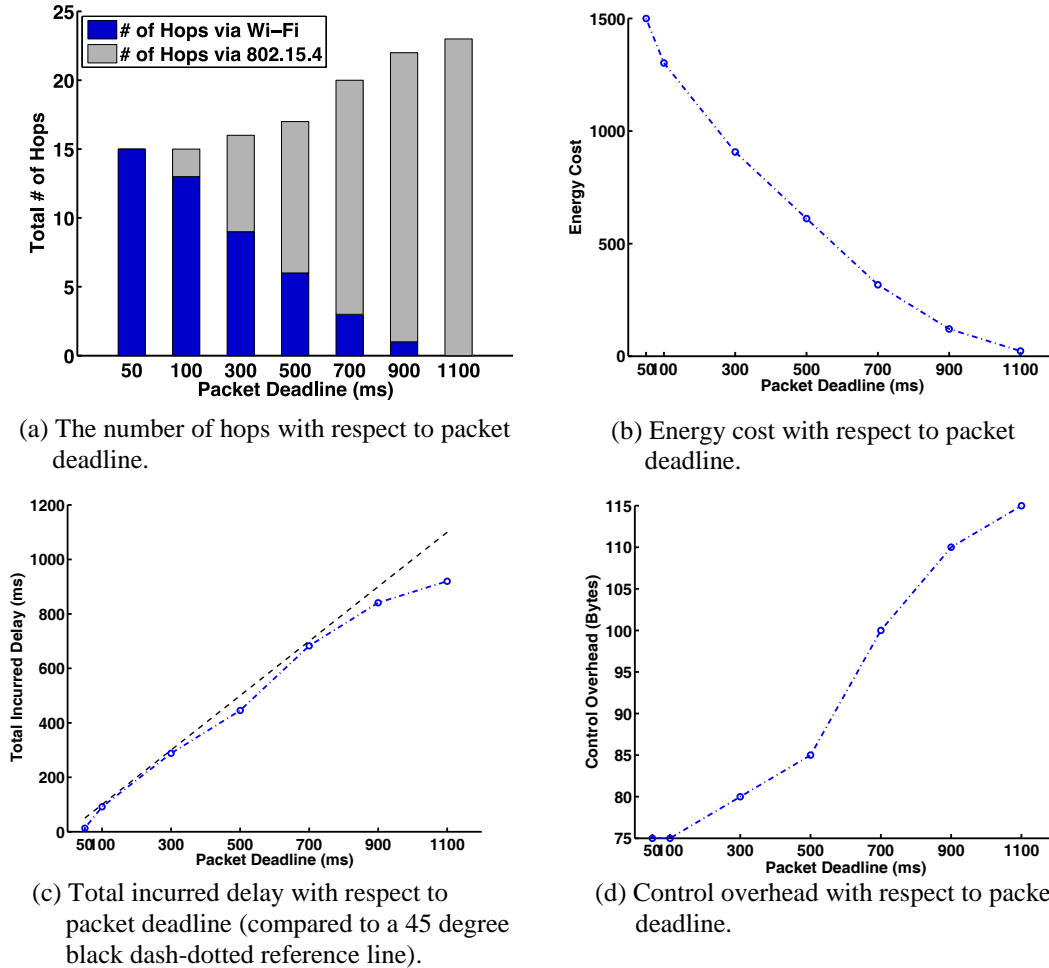 25
# of Hops via Wi-Fi
# of Hops via 802.15.4
20
15
10
5
0
Total # of Hops
50 100 300 500 700 900 1100
Packet Deadline (ms)
(a) The number of hops with respect to packet
deadline.
1500
1000
500
0
Energy Cost
50 100 300 500 700 900 1100
Packet Deadline (ms)
(b) Energy cost with respect to packet
deadline.
1200
1000
800
600
400
200
0
Total Incurred Delay (ms)
50 100 300 500 700 900 1100
Packet Deadline (ms)
(c) Total incurred delay with respect to
packet deadline (compared to a 45 degree
black dash-dotted reference line).
115
110
105
100
95
90
85
80
75
Control Overhead (Bytes)
50 100 300 500 700 900 1100
Packet Deadline (ms)
(d) Control overhead with respect to packe
deadline.